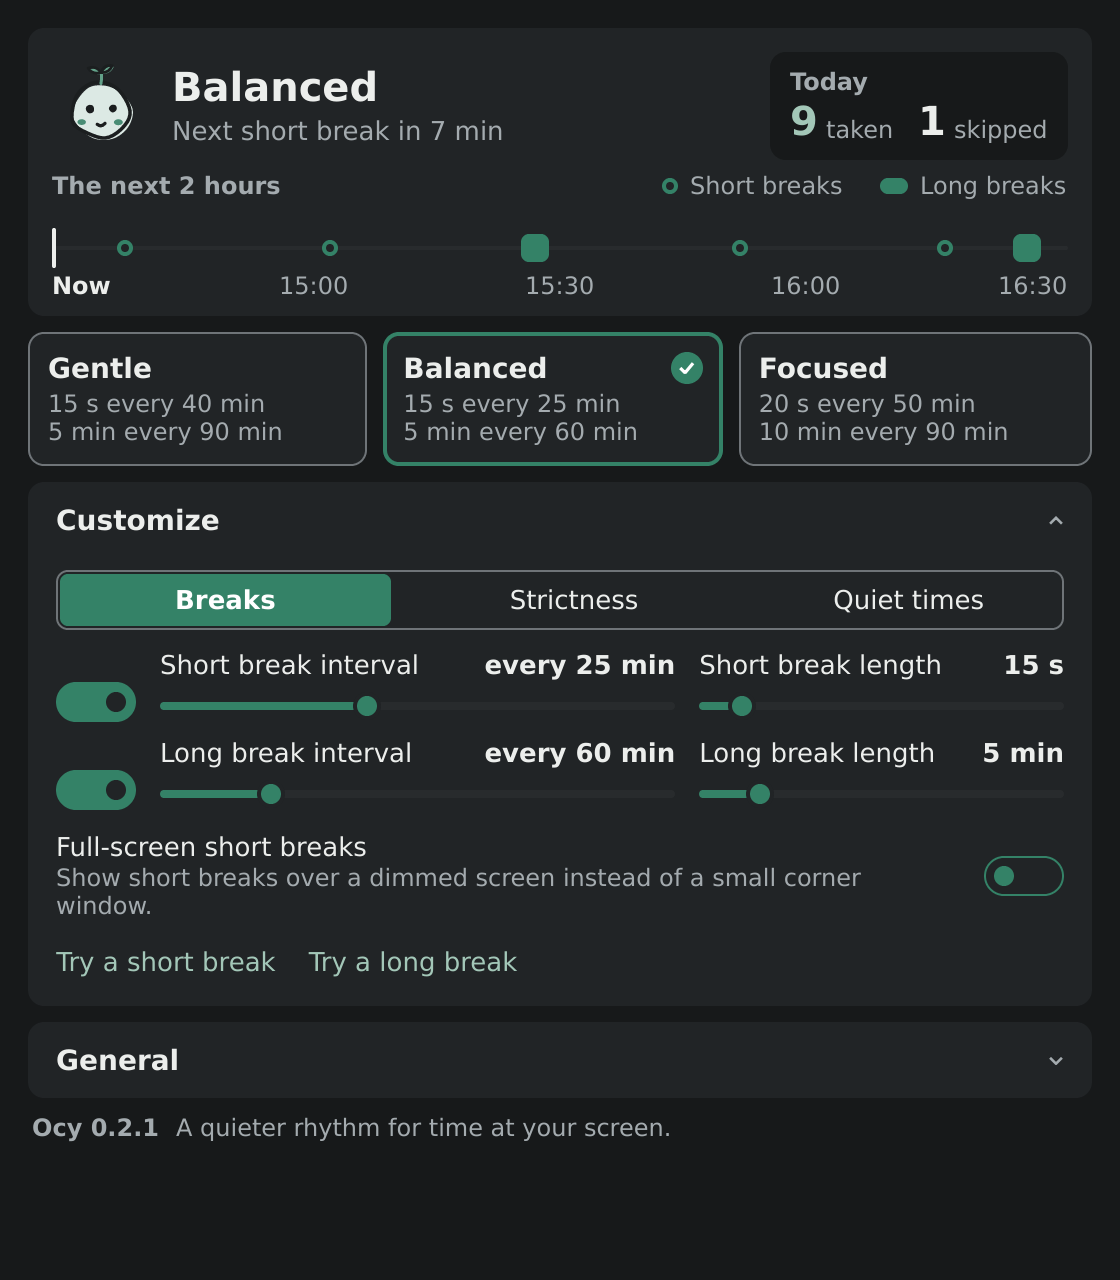 Balanced
Next short break in 7 min
Today
9 taken 1 skipped
The next 2 hours
Short breaks
Long breaks
Now 15:00 15:30 16:00 16:30
Gentle
15 s every 40 min
5 min every 90 min
Balanced
15 s every 25 min
5 min every 60 min
Focused
20 s every 50 min
10 min every 90 min
Customize
Breaks Strictness Quiet times
Short break interval every 25 min Short break length 15 s
Long break interval every 60 min Long break length 5 min
Full-screen short breaks
Show short breaks over a dimmed screen instead of a small corner
window.
Try a short break Try a long break
General
Ocy 0.2.1 A quieter rhythm for time at your screen.